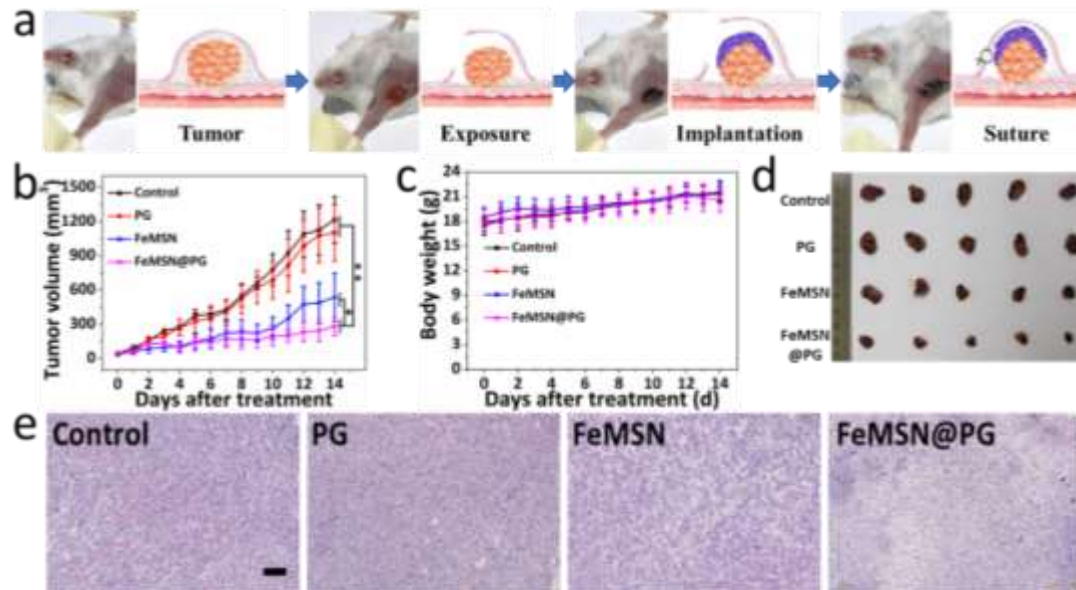 a
Tumor
Exposure
Implantation
Suture
b
1500
1200
900
600
300
0
Tumor volume (mm³)
Control
PG
FeMSN
FeMSN@PG
**
*
0 2 4 6 8 10 12 14
Days after treatment
c
24
21
18
15
12
9
6
3
0
Body weight (g)
Control
PG
FeMSN
FeMSN@PG
0 2 4 6 8 10 12 14
Days after treatment (d)
d
Control
PG
FeMSN
FeMSN
@PG
e
Control
PG
FeMSN
FeMSN@PG